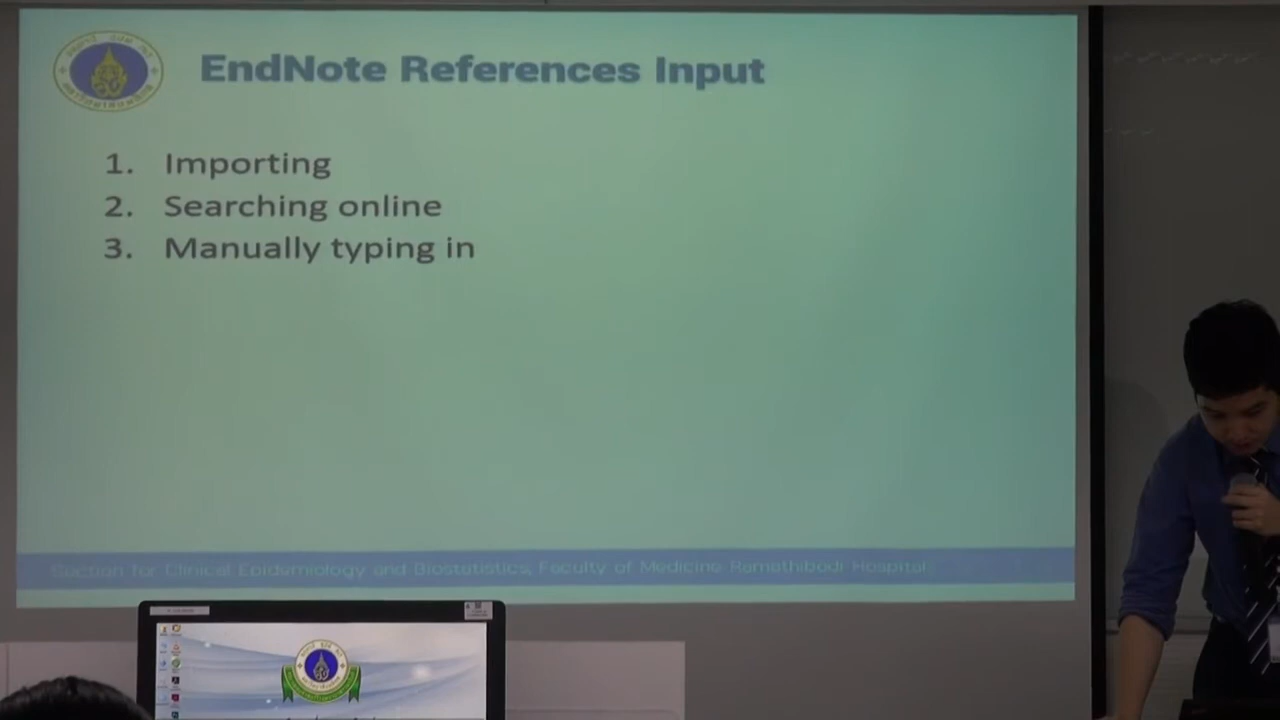 EndNote References Input
1. Importing
2. Searching online
3. Manually typing in
Section for Clinical Epidemiology and Biostatistics, Faculty of Medicine Ramathibodi Hospital